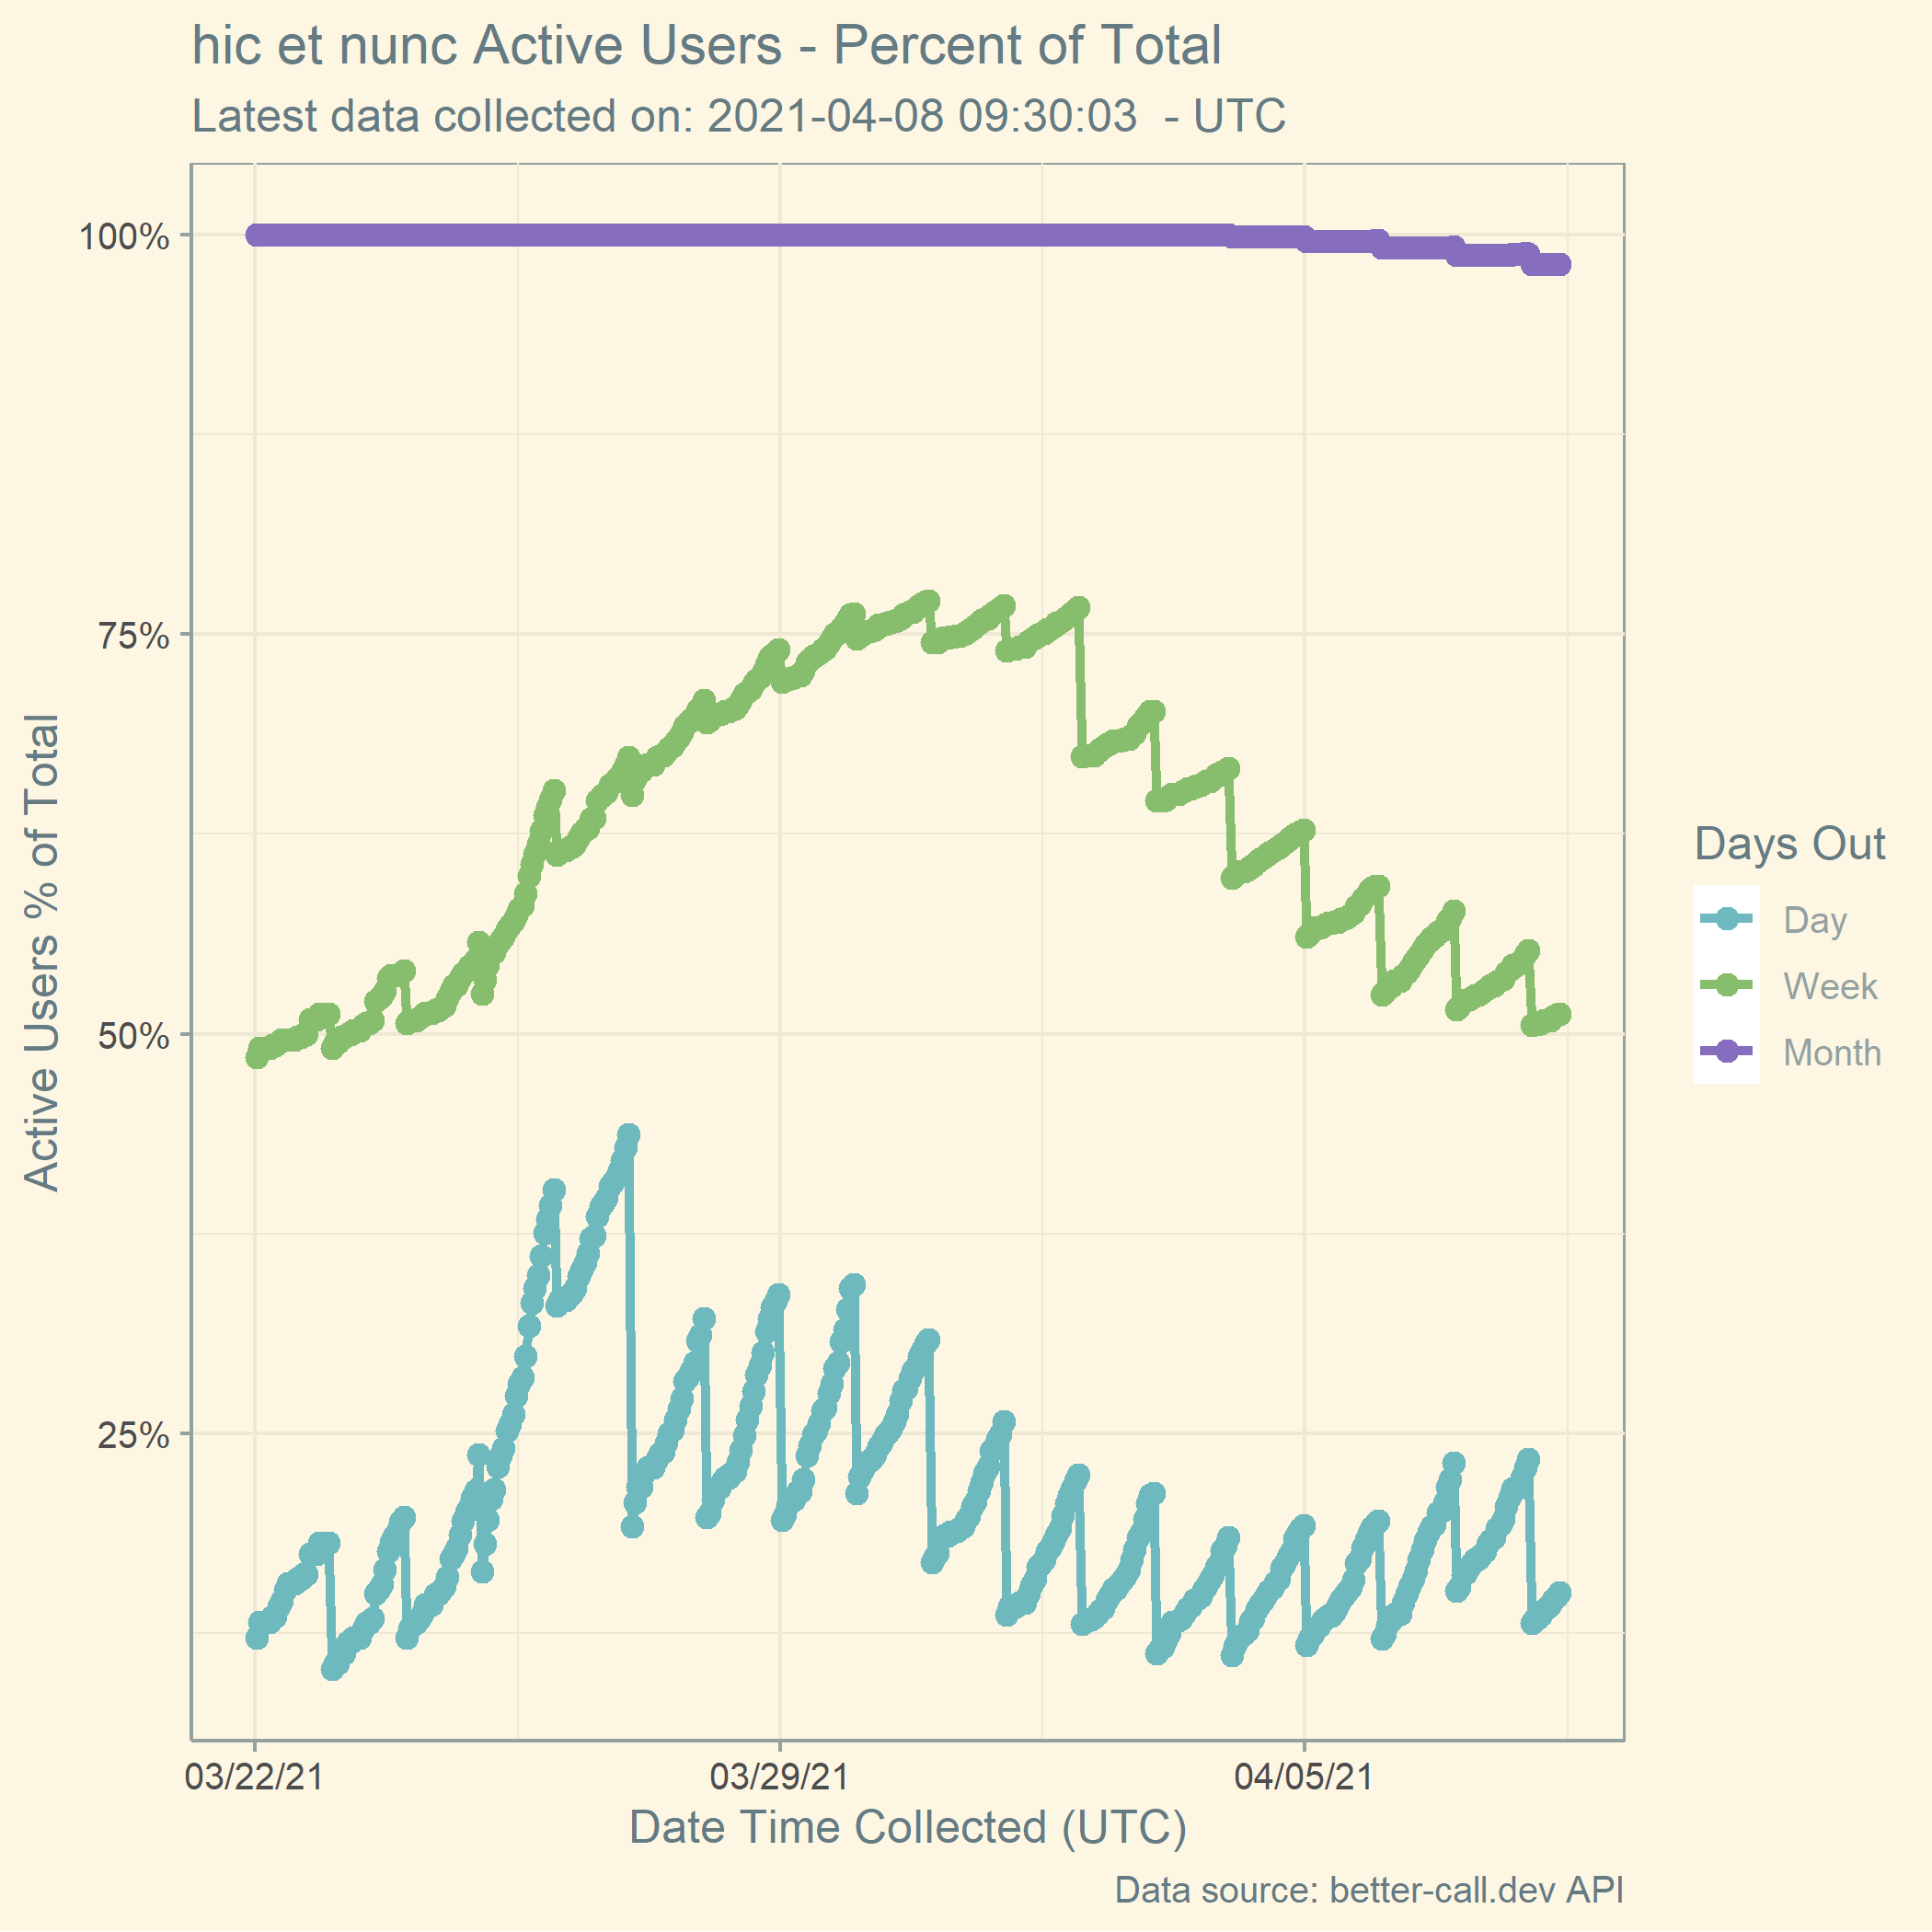 hic et nunc Active Users - Percent of Total
Latest data collected on: 2021-04-08 09:30:03  - UTC
Active Users % of Total
100%
75%
50%
25%
03/22/21
03/29/21
04/05/21
Date Time Collected (UTC)
Days Out
Day
Week
Month
Data source: better-call.dev API